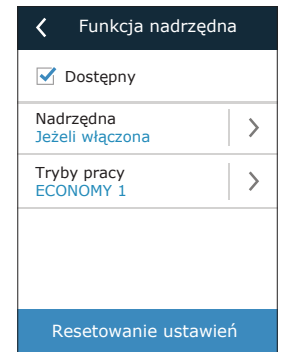 Funkcja nadrzędna
Dostępny
Nadrzędna
Jeżeli włączona
Tryby pracy
ECONOMY 1
Resetowanie ustawień